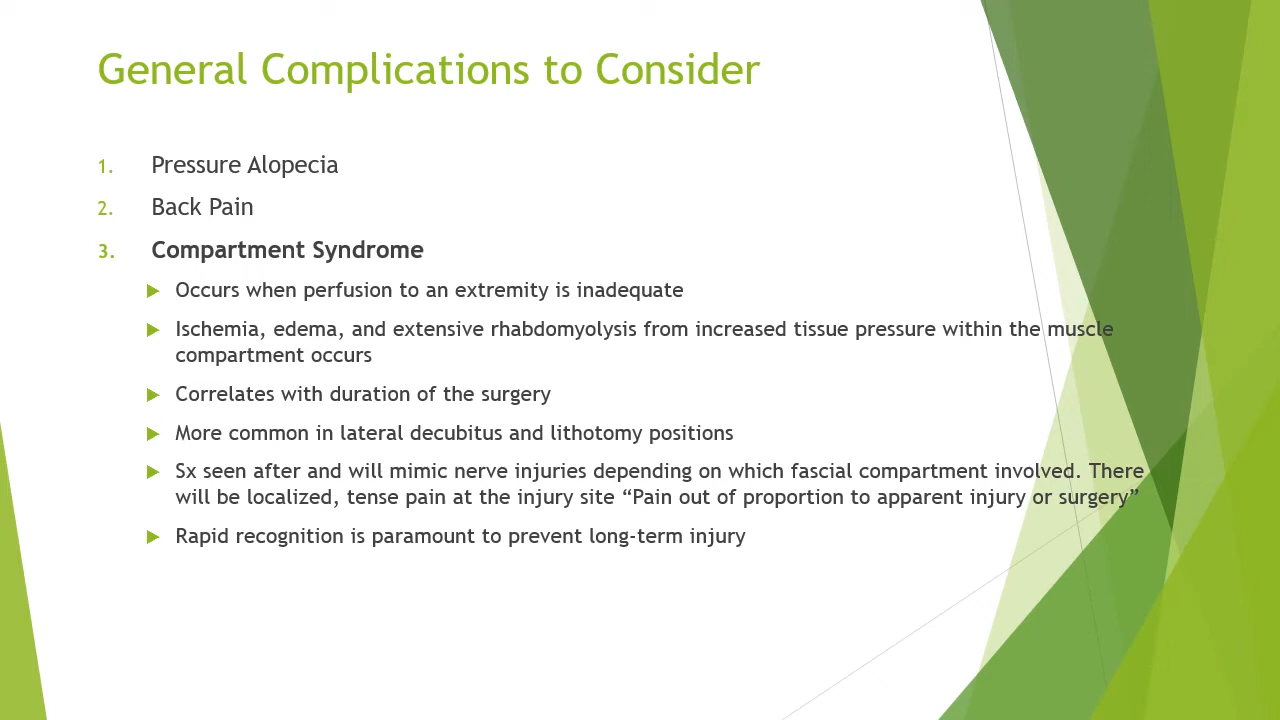 General Complications to Consider
1. Pressure Alopecia
2. Back Pain
3. Compartment Syndrome
Occurs when perfusion to an extremity is inadequate
Ischemia, edema, and extensive rhabdomyolysis from increased tissue pressure within the muscle
compartment occurs
Correlates with duration of the surgery
More common in lateral decubitus and lithotomy positions
Sx seen after and will mimic nerve injuries depending on which fascial compartment involved. There
will be localized, tense pain at the injury site “Pain out of proportion to apparent injury or surgery”
Rapid recognition is paramount to prevent long-term injury